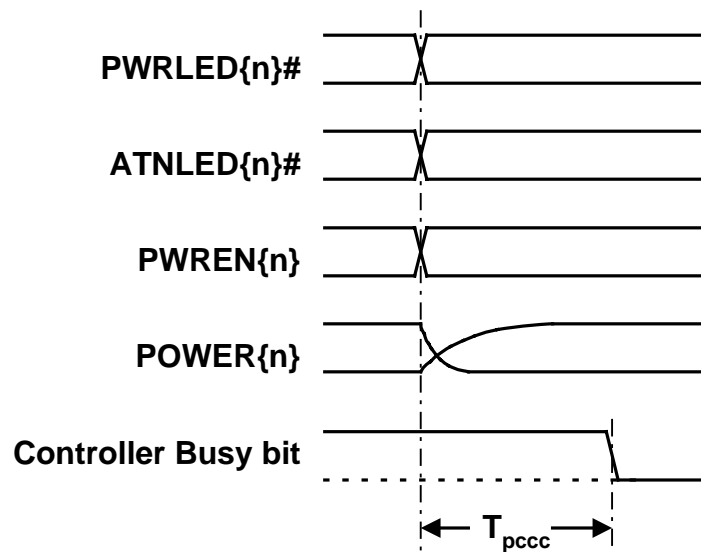 PWRLED{n}#
ATNLED{n}#
PWREN{n}
POWER{n}
Controller Busy bit
Tpccc